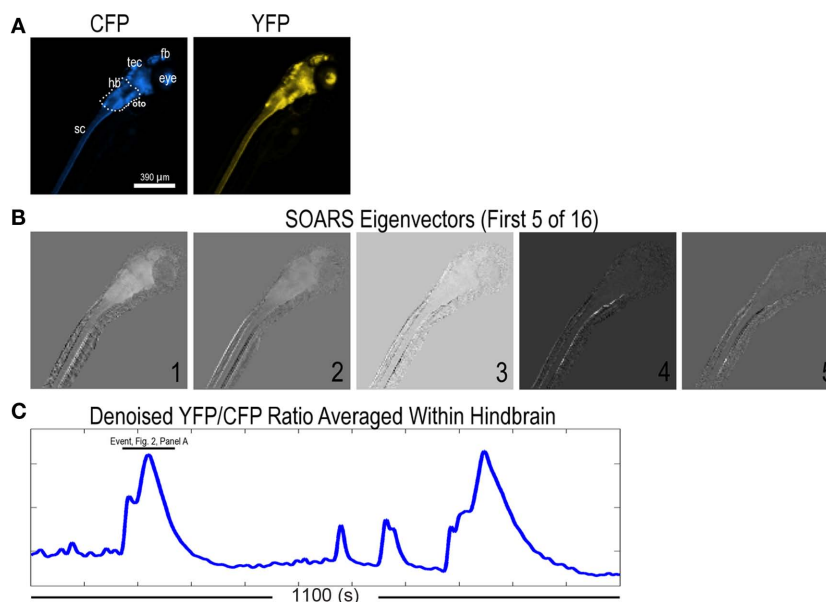 A
CFP
YFP
fb
tec
hb
eye
oto
sc
390 µm
B
SOARS Eigenvectors (First 5 of 16)
1
2
3
4
5
C
Denoised YFP/CFP Ratio Averaged Within Hindbrain
Event, Fig. 2, Panel A
1100 (s)